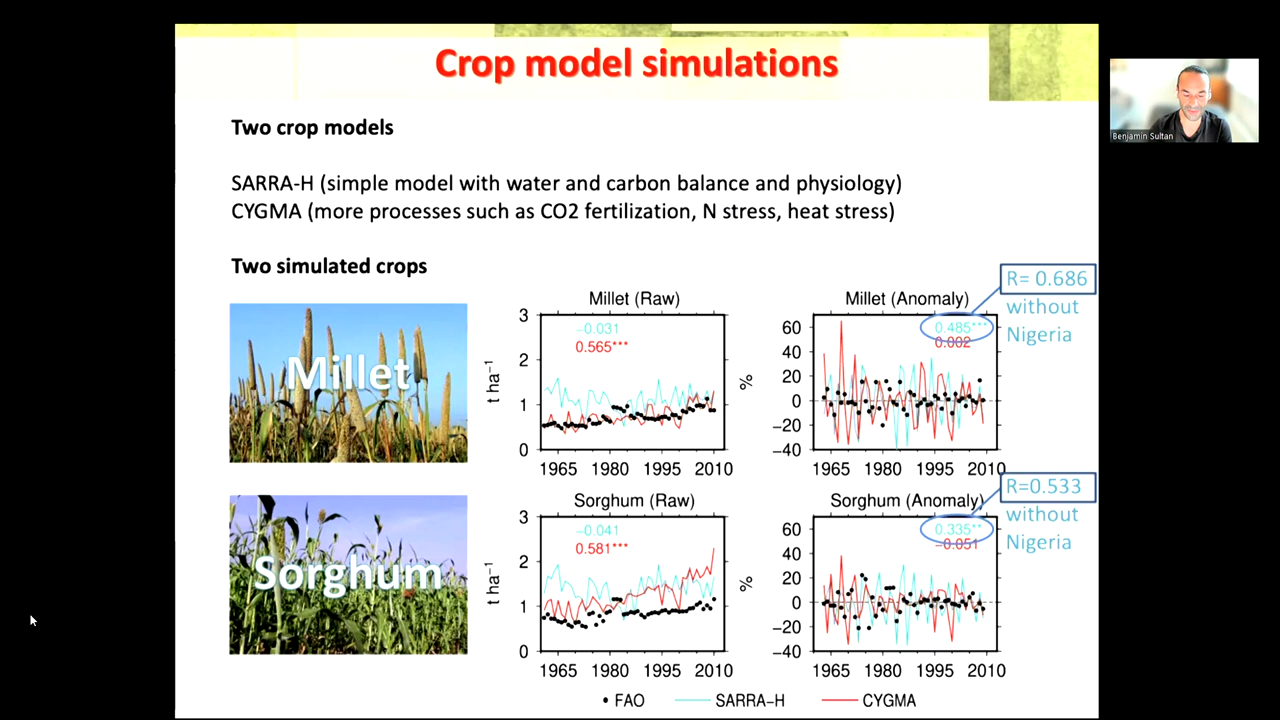 Crop model simulations
Benjamin Sultan
Two crop models
SARRA-H (simple model with water and carbon balance and physiology)
CYGMA (more processes such as CO2 fertilization, N stress, heat stress)
Two simulated crops
Millet
Millet (Raw)
−0.031
0.565***
t ha−1
3
2
1
0
1965 1980 1995 2010
Millet (Anomaly)
0.485***
0.002
%
60
40
20
0
−20
−40
1965 1980 1995 2010
R= 0.686
without
Nigeria
Sorghum
Sorghum (Raw)
−0.041
0.581***
t ha−1
3
2
1
0
1965 1980 1995 2010
Sorghum (Anomaly)
0.335**
−0.051
%
60
40
20
0
−20
−40
1965 1980 1995 2010
R=0.533
without
Nigeria
FAO SARRA−H CYGMA